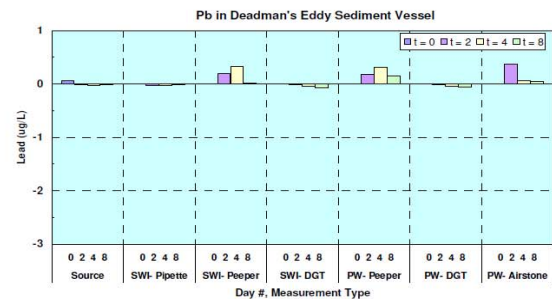 Pb in Deadman's Eddy Sediment Vessel
t = 0 t = 2 t = 4 t = 8
1
0
-1
-2
-3
Lead (ug/L)
0 2 4 8 0 2 4 8 0 2 4 8 0 2 4 8 0 2 4 8 0 2 4 8 0 2 4 8
Source SWI- Pipette SWI- Peeper SWI- DGT PW- Peeper PW- DGT PW- Airstone
Day #, Measurement Type